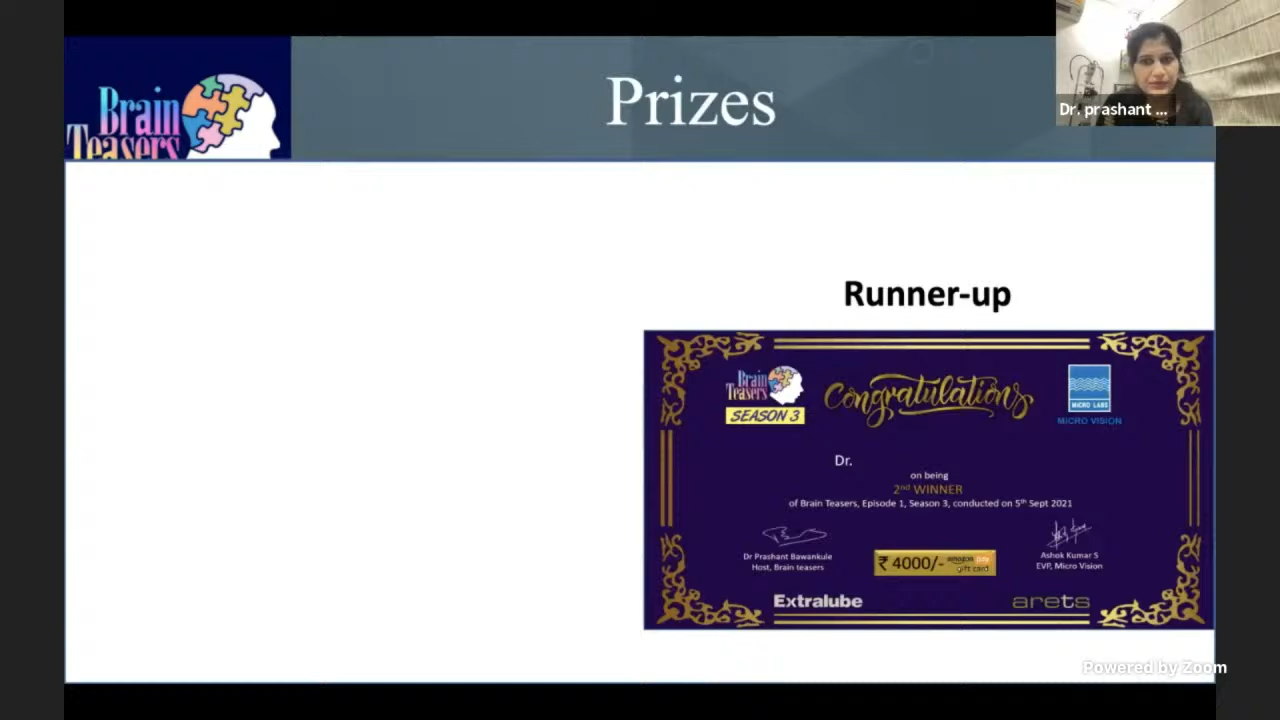 Brain
Teasers
Prizes
Dr. prashant ...
Runner-up
Brain
Teasers
SEASON 3
Congratulations
MICRO LABS
MICRO VISION
Dr.
on being
2nd WINNER
of Brain Teasers, Episode 1, Season 3, conducted on 5th Sept 2021
Dr Prashant Bawankule
Host, Brain teasers
₹ 4000/- amazon pay
gift card
Ashok Kumar S
EVP, Micro Vision
Extralube
arets
Powered by Zoom